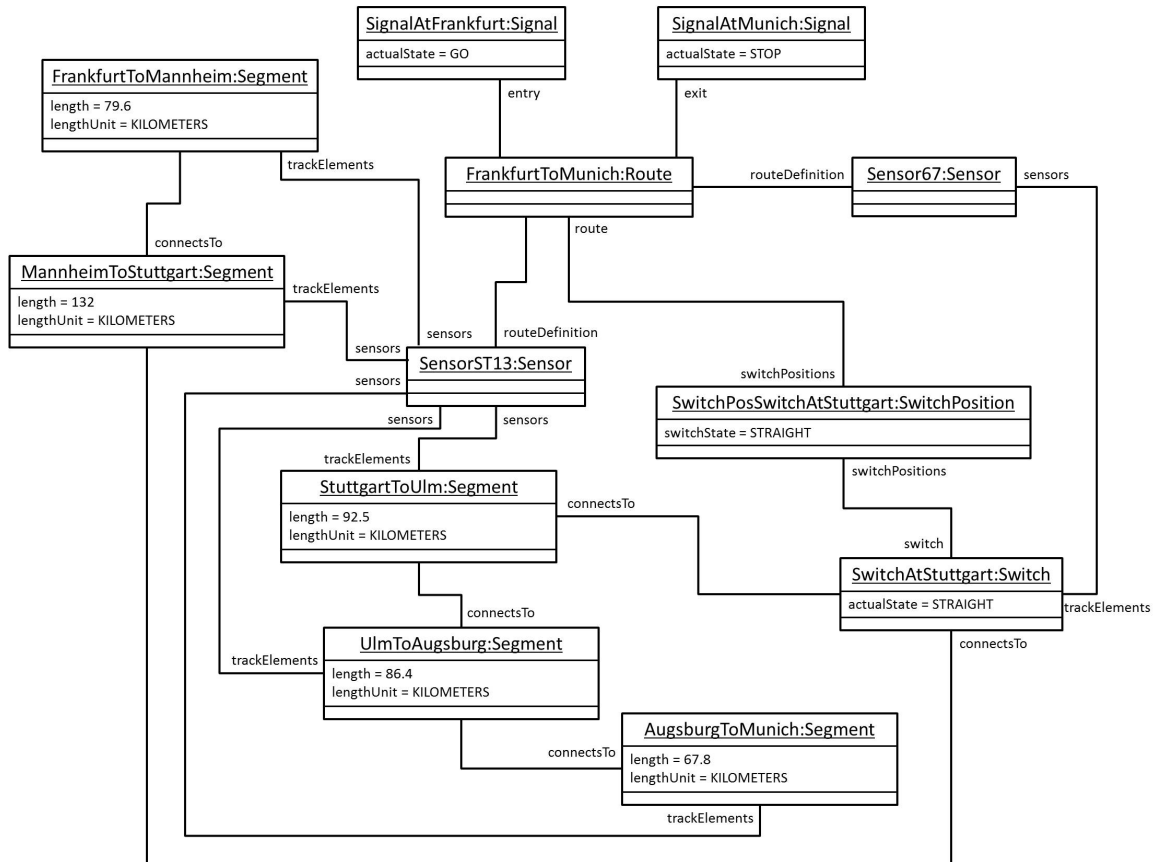 SignalAtFrankfurt:Signal
actualState = GO
SignalAtMunich:Signal
actualState = STOP
FrankfurtToMannheim:Segment
length = 79.6
lengthUnit = KILOMETERS
entry
exit
trackElements
FrankfurtToMunich:Route
routeDefinition
Sensor67:Sensor
sensors
route
connectsTo
MannheimToStuttgart:Segment
length = 132
lengthUnit = KILOMETERS
trackElements
sensors
routeDefinition
sensors
SensorST13:Sensor
sensors
switchPositions
SwitchPosSwitchAtStuttgart:SwitchPosition
switchState = STRAIGHT
sensors
sensors
trackElements
switchPositions
StuttgartToUlm:Segment
length = 92.5
lengthUnit = KILOMETERS
connectsTo
switch
SwitchAtStuttgart:Switch
actualState = STRAIGHT
trackElements
connectsTo
connectsTo
UlmToAugsburg:Segment
length = 86.4
lengthUnit = KILOMETERS
trackElements
AugsburgToMunich:Segment
length = 67.8
lengthUnit = KILOMETERS
connectsTo
trackElements